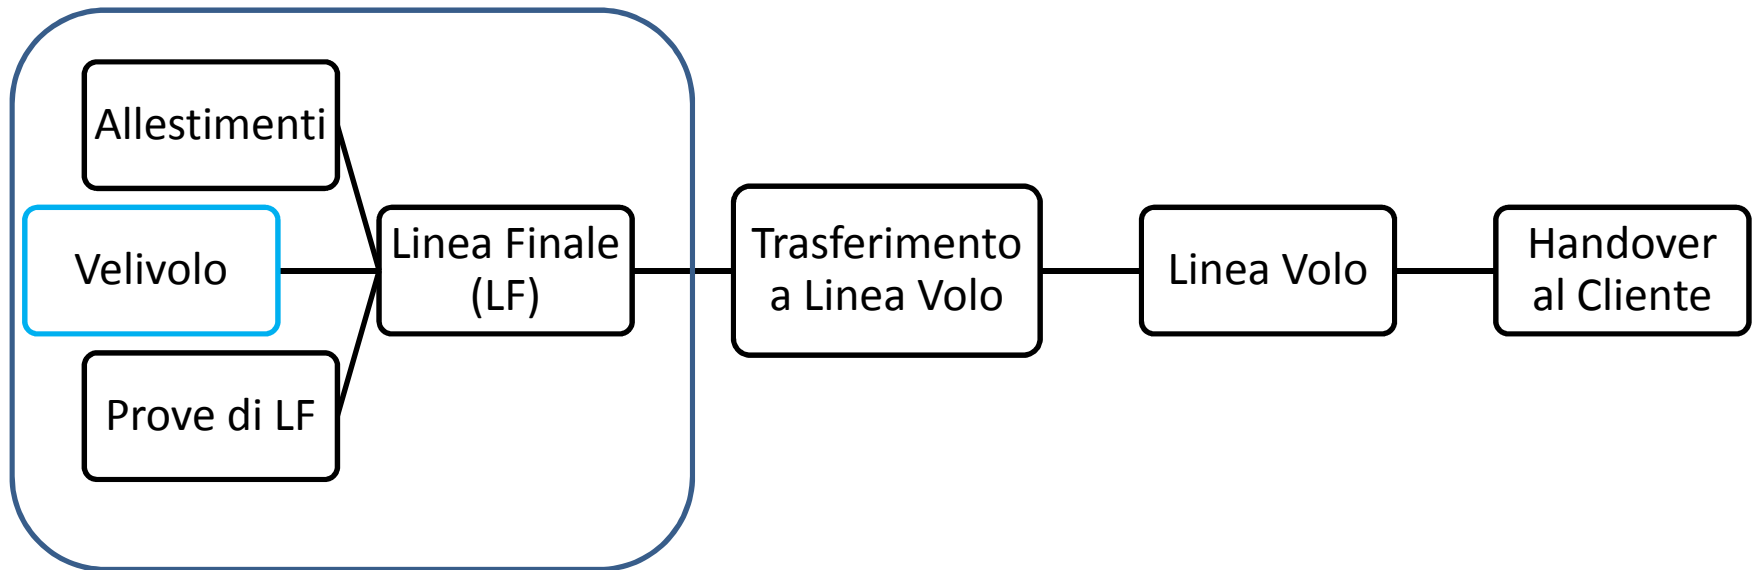 Allestimenti
Velivolo
Prove di LF
Linea Finale
(LF)
Trasferimento
a Linea Volo
Linea Volo
Handover
al Cliente